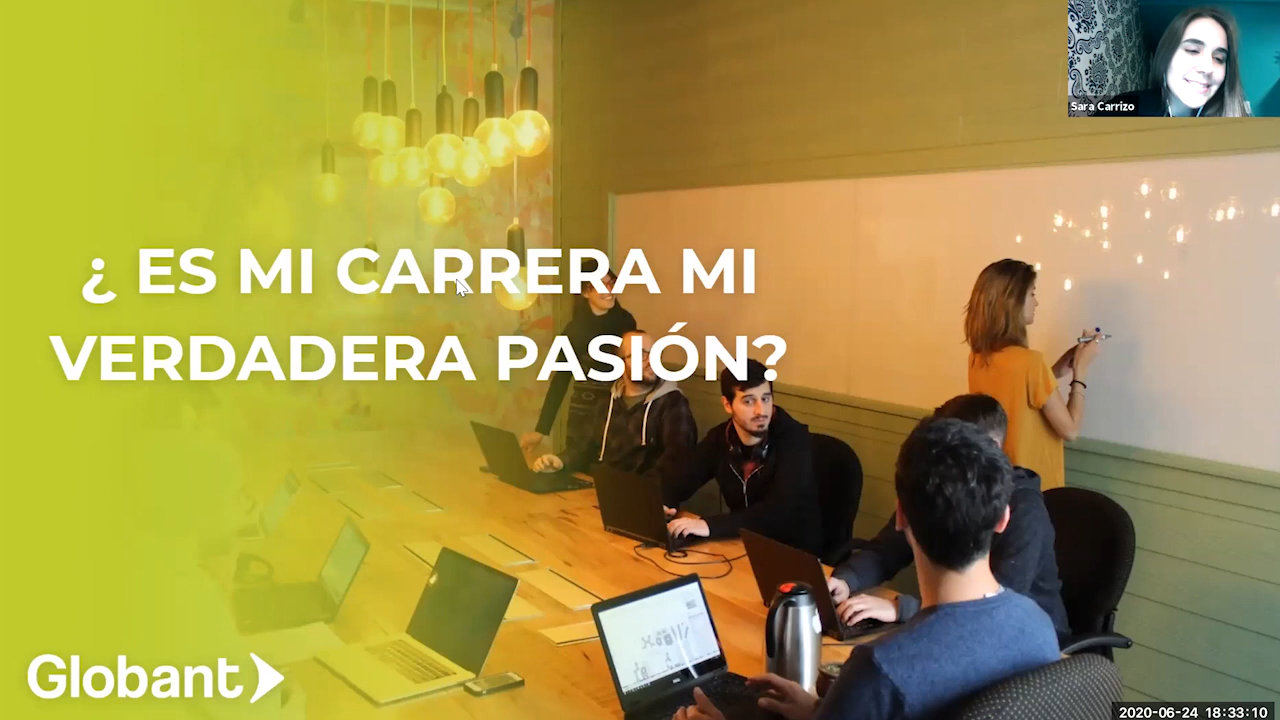 Sara Carrizo
¿ ES MI CARRERA MI
VERDADERA PASIÓN?
Globant
2020-06-24 18:33:10